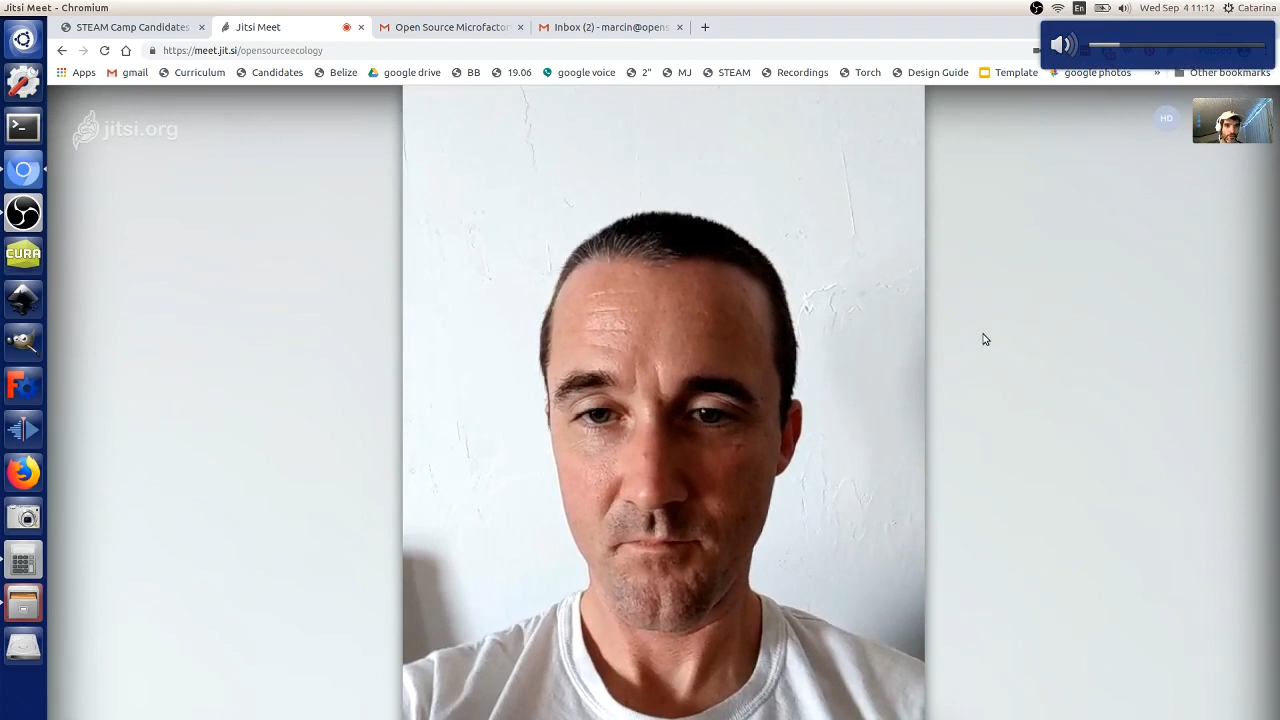 Jitsi Meet - Chromium
En
Wed Sep 4 11:12
Catarina
STEAM Camp Candidates
Jitsi Meet
Open Source Microfactor
Inbox (2) - marcin@opens
https://meet.jit.si/opensourceecology
Apps
gmail
Curriculum
Candidates
Belize
google drive
BB
19.06
google voice
2"
MJ
STEAM
Recordings
Torch
Design Guide
Template
google photos
»
Other bookmarks
jitsi.org
HD
CURA